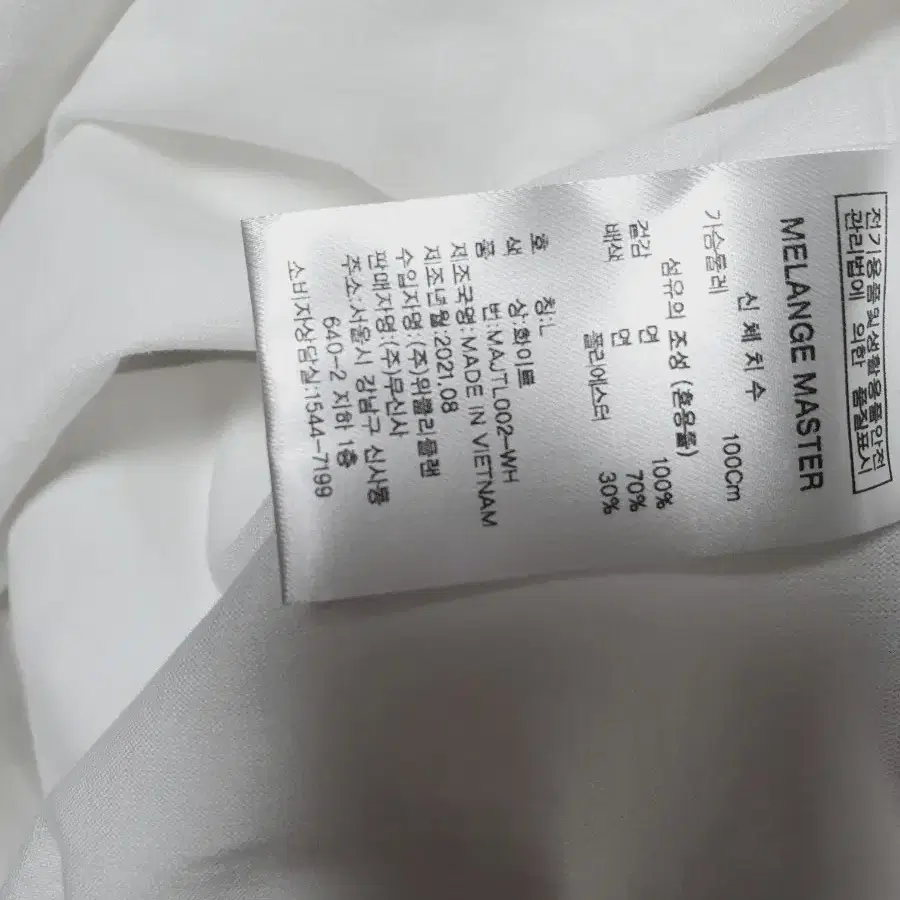 전기용품및생활용품안전
관리법에 의한 품질표시
MELANGE MASTER
신 체 치 수
가슴둘레 100Cm
섬유의 조성 (혼용율)
겉감 면 100%
배색 면 70%
폴리에스터 30%
호 칭:L
색 상:화이트
품 번:MAJTL002-WH
제조국명:MADE IN VIETNAM
제조년월:2021.08
수입자명 (주)위클리플랜
판매자명:(주)무신사
주소:서울시 강남구 신사동
640-2 지하 1층
소비자상담실:1544-7199